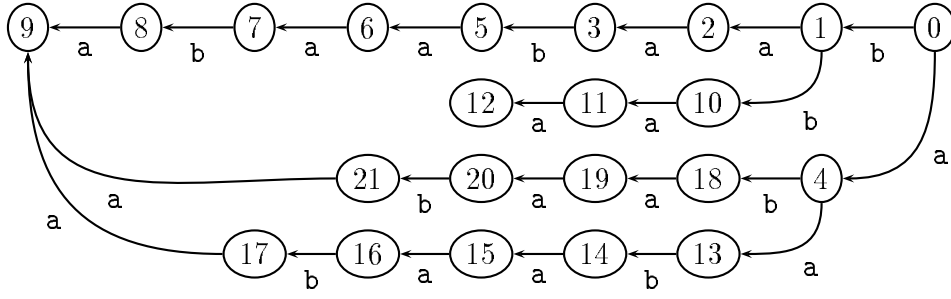 9 8 7 6 5 3 2 1 0
a b a a b a a b
12 11 10
a a b
21 20 19 18 4
a b a a b a
a
17 16 15 14 13
b a a b a